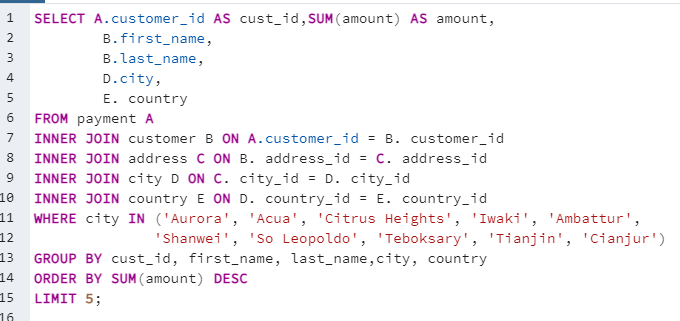 1 SELECT A.customer_id AS cust_id,SUM(amount) AS amount,
2 B.first_name,
3 B.last_name,
4 D.city,
5 E. country
6 FROM payment A
7 INNER JOIN customer B ON A.customer_id = B. customer_id
8 INNER JOIN address C ON B. address_id = C. address_id
9 INNER JOIN city D ON C. city_id = D. city_id
10 INNER JOIN country E ON D. country_id = E. country_id
11 WHERE city IN ('Aurora', 'Acua', 'Citrus Heights', 'Iwaki', 'Ambattur',
12 'Shanwei', 'So Leopoldo', 'Teboksary', 'Tianjin', 'Cianjur')
13 GROUP BY cust_id, first_name, last_name,city, country
14 ORDER BY SUM(amount) DESC
15 LIMIT 5;
16